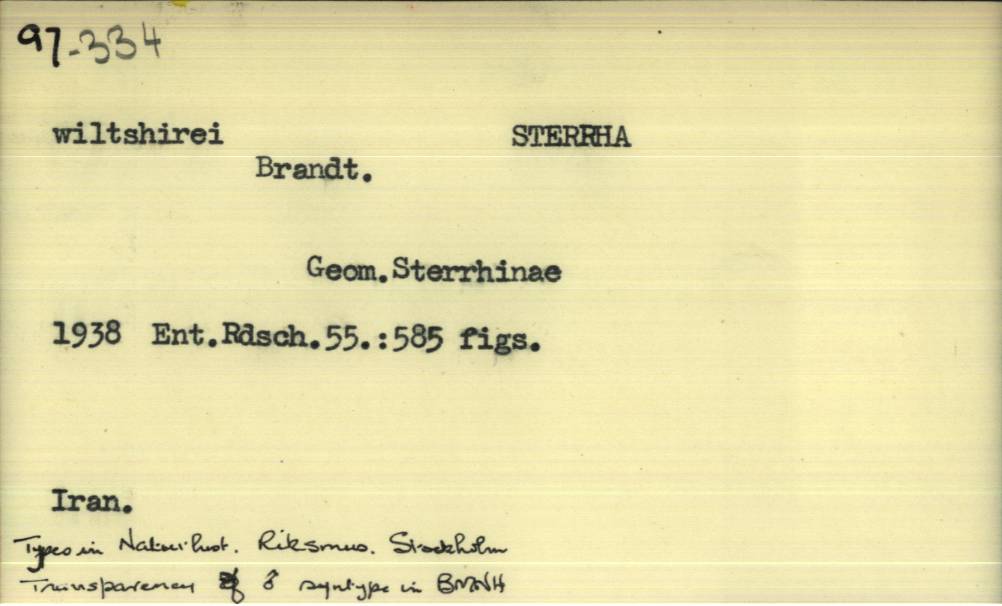 97-334
wiltshirei STERRHA
Brandt.
Geom.Sterrhinae
1938 Ent.Rdsch.55.:585 figs.
Iran.
Types in Naturhist. Riksmus. Stockholm
Transparency of ♂ syntype in BMNH